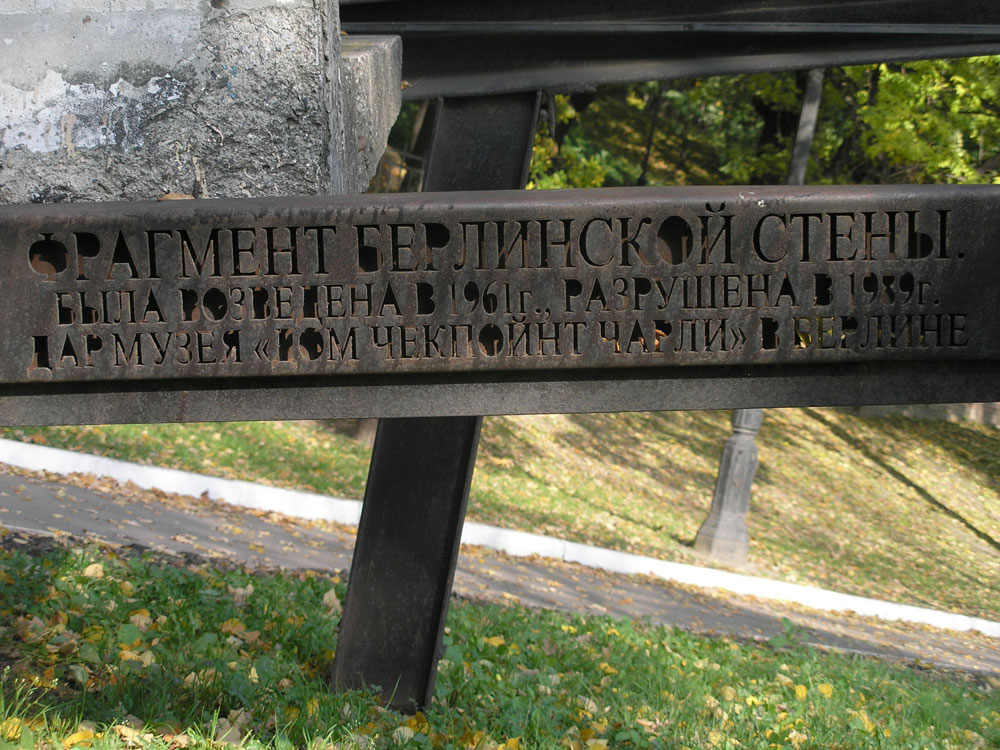 ФРАГМЕНТ БЕРЛИНСКОЙ СТЕНЫ.
БЫЛА ВОЗВЕДЕНА В 1961г., РАЗРУШЕНА В 1989г.
ДАР МУЗЕЯ «ДОМ ЧЕКПОЙНТ ЧАРЛИ» В БЕРЛИНЕ